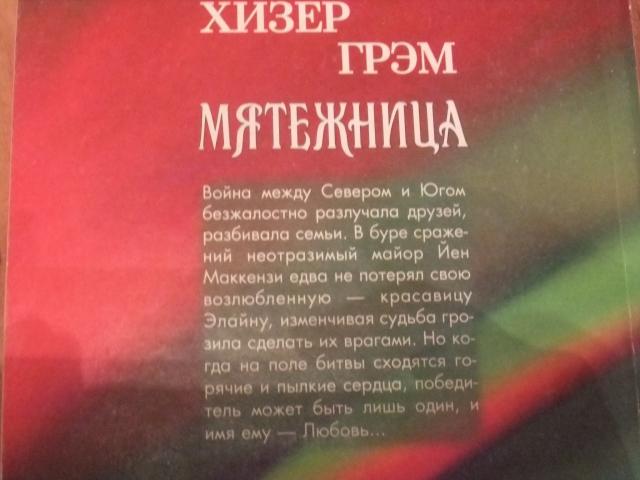 ХИЗЕР
ГРЭМ
МЯТЕЖНИЦА
Война между Севером и Югом
безжалостно разлучала друзей,
разбивала семьи. В буре сраже-
ний неотразимый майор Йен
Маккензи едва не потерял свою
возлюбленную — красавицу
Элайну, изменчивая судьба гро-
зила сделать их врагами. Но ко-
гда на поле битвы сходятся го-
рячие и пылкие сердца, победи-
тель может быть лишь один, и
имя ему — Любовь...